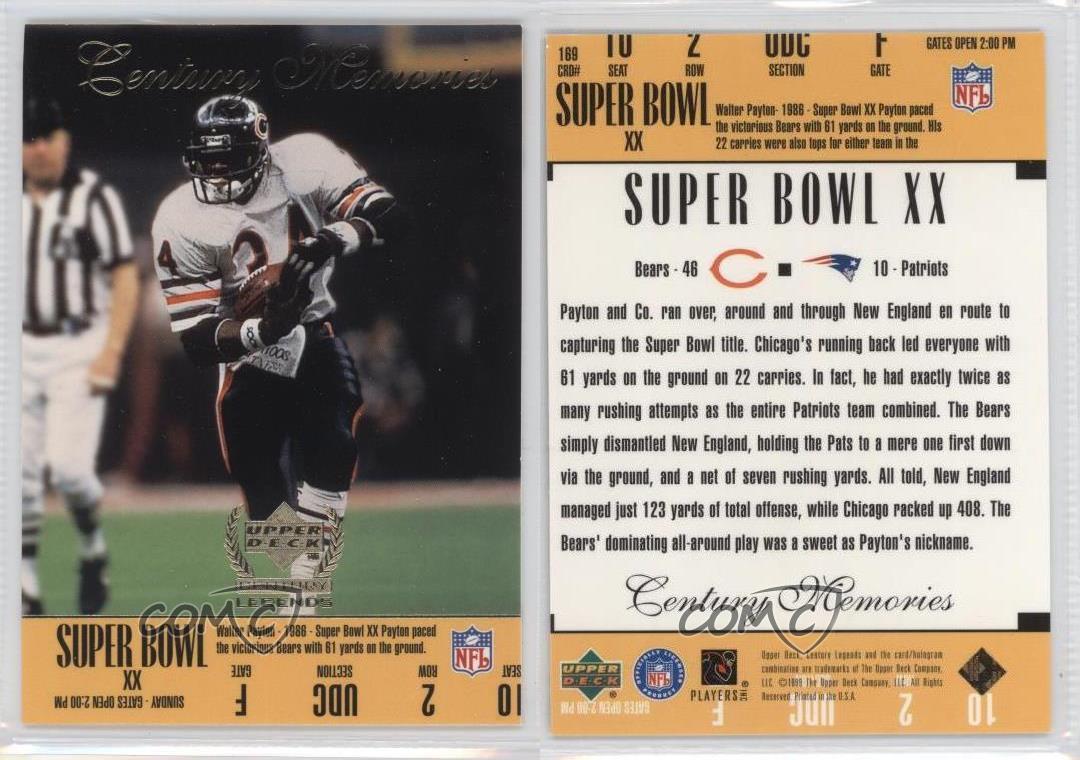 Century Memories
34
UPPER
DECK
CENTURY
LEGENDS
SUPER BOWL
XX
Walter Payton - 1986 - Super Bowl XX Payton paced
the victorious Bears with 61 yards on the ground.
NFL
SUNDAY - GATES OPEN 2:00 PM
GATE
F
SECTION
UDC
ROW
2
SEAT
10
COMC
169
CRD#
10
SEAT
2
ROW
UDC
SECTION
F
GATE
GATES OPEN 2:00 PM
SUPER BOWL
XX
Walter Payton- 1986 - Super Bowl XX Payton paced
the victorious Bears with 61 yards on the ground. His
22 carries were also tops for either team in the
NFL
SUPER BOWL XX
Bears - 46 10 - Patriots
Payton and Co. ran over, around and through New England en route to
capturing the Super Bowl title. Chicago's running back led everyone with
61 yards on the ground on 22 carries. In fact, he had exactly twice as
many rushing attempts as the entire Patriots team combined. The Bears
simply dismantled New England, holding the Pats to a mere one first down
via the ground, and a net of seven rushing yards. All told, New England
managed just 123 yards of total offense, while Chicago racked up 408. The
Bears' dominating all-around play was a sweet as Payton's nickname.
Century Memories
COMC
UPPER
DECK
OFFICIALLY LICENSED
NFL
PRODUCT
PLAYERS INC
Upper Deck, Century Legends and the card/hologram
combination are trademarks of The Upper Deck Company,
LLC. ©1999 The Upper Deck Company, LLC. All Rights
Reserved. Printed in the U.S.A.
GATES OPEN 2:00 PM
F
UDC
2
10